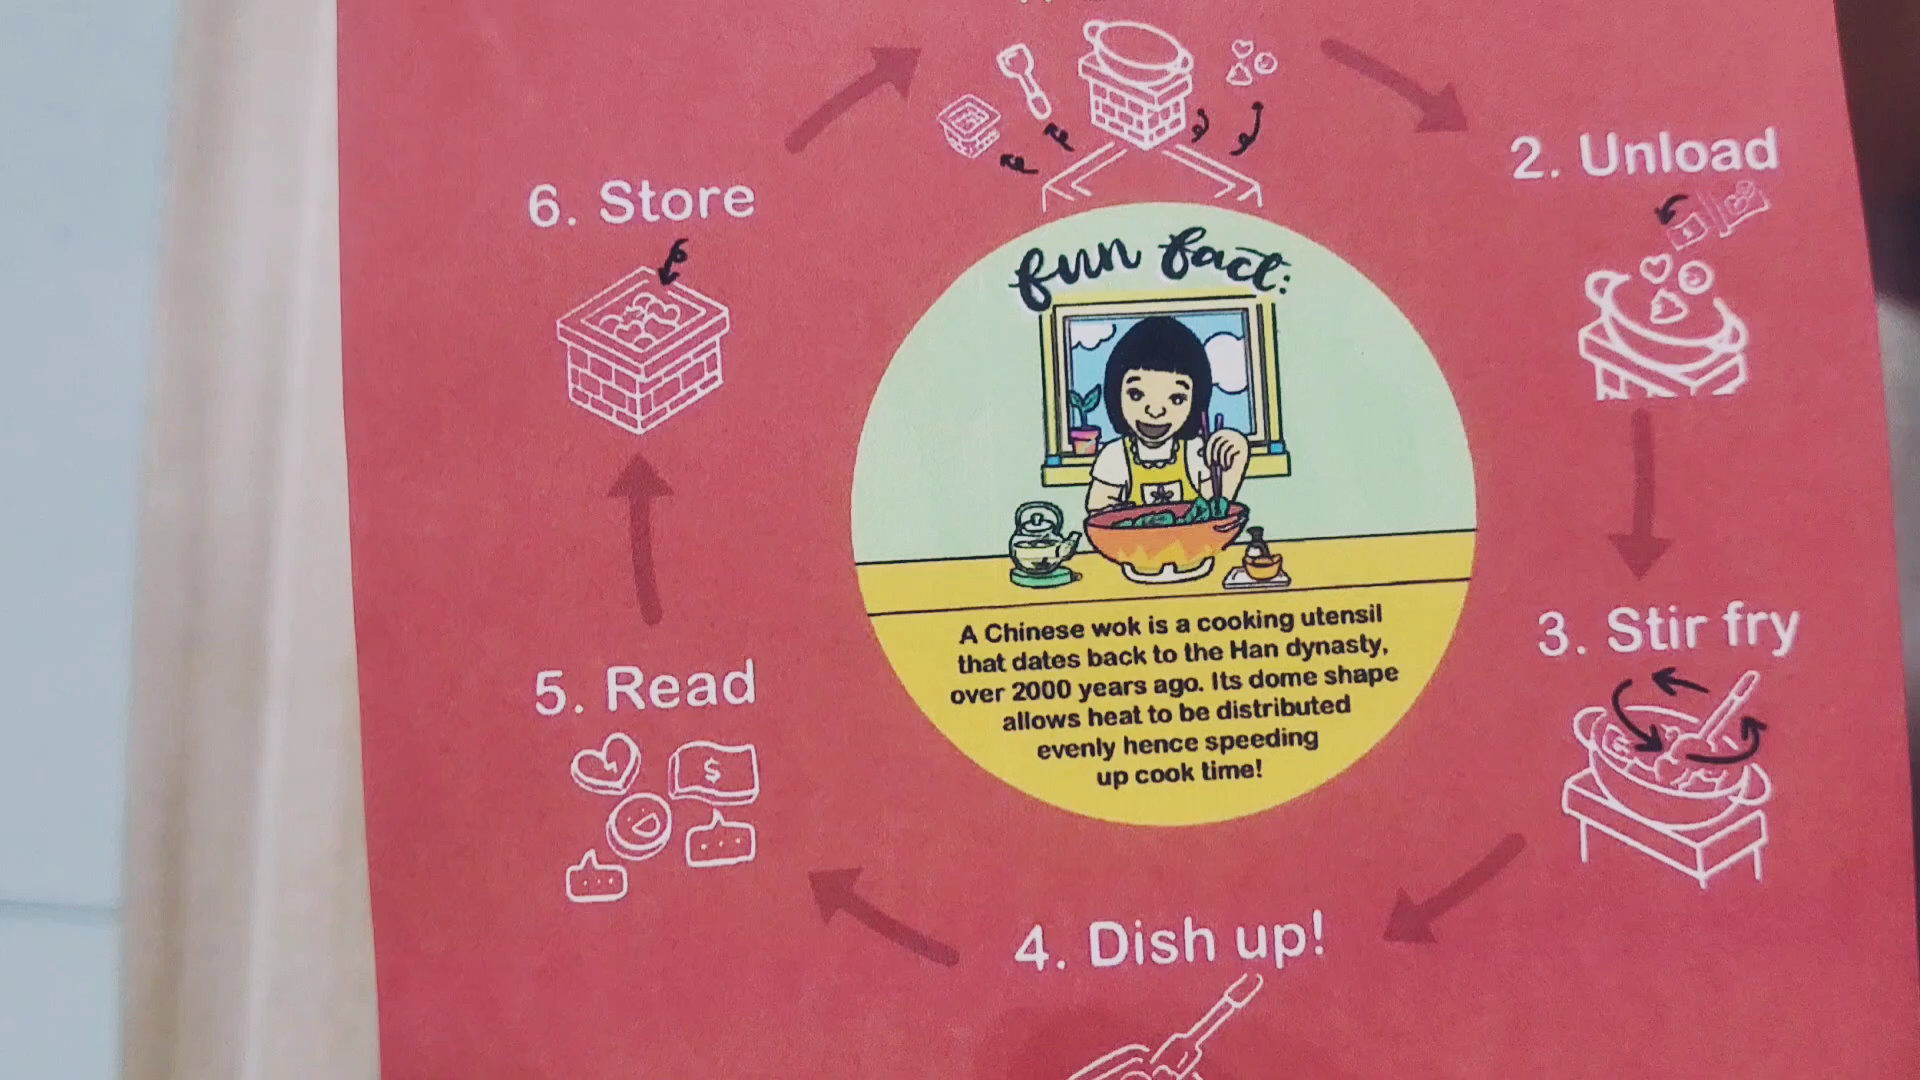 2. Unload
6. Store
fun fact:
A Chinese wok is a cooking utensil
that dates back to the Han dynasty,
over 2000 years ago. Its dome shape
allows heat to be distributed
evenly hence speeding
up cook time!
3. Stir fry
5. Read
$
4. Dish up!